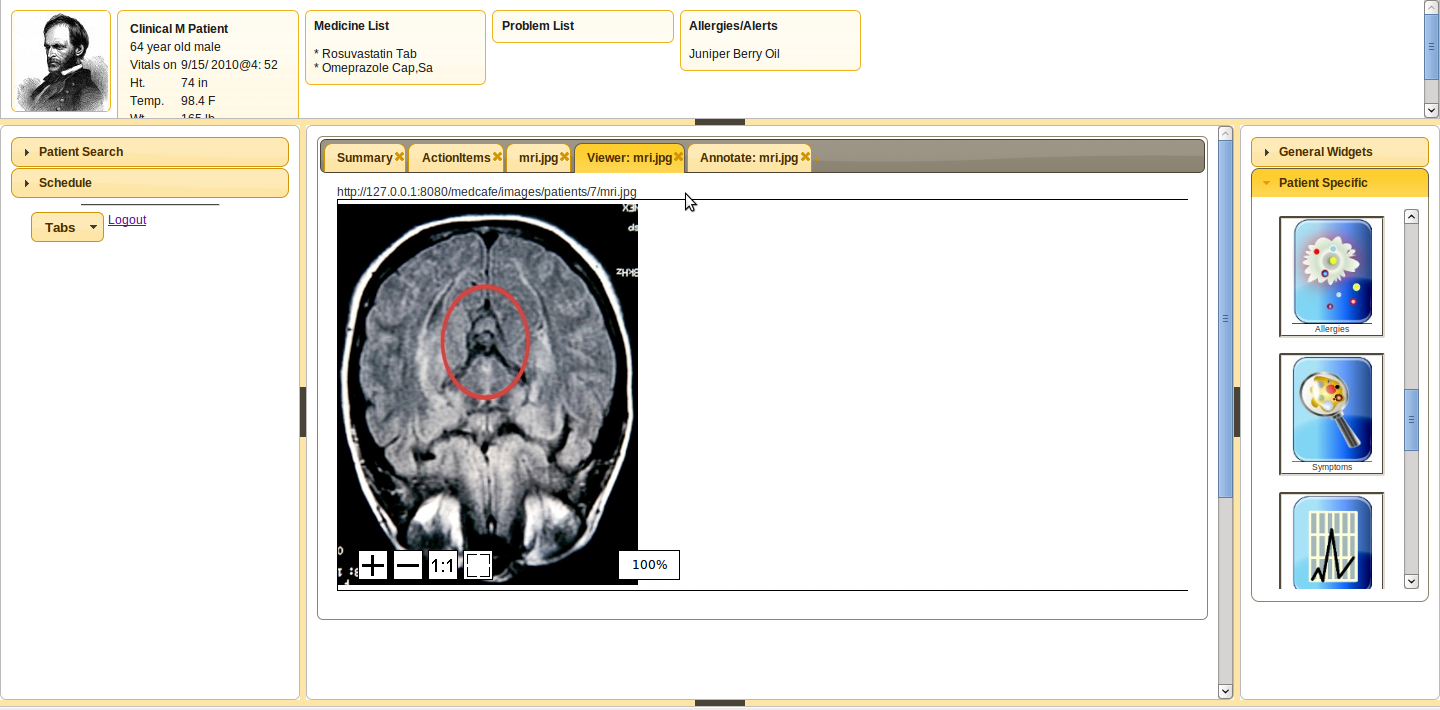 Clinical M Patient
64 year old male
Vitals on 9/15/ 2010@4: 52
Ht. 74 in
Temp. 98.4 F
Wt. 165 lb
Medicine List
* Rosuvastatin Tab
* Omeprazole Cap,Sa
Problem List
Allergies/Alerts
Juniper Berry Oil
Patient Search
Schedule
Tabs
Logout
Summary
ActionItems
mri.jpg
Viewer: mri.jpg
Annotate: mri.jpg
http://127.0.0.1:8080/medcafe/images/patients/7/mri.jpg
1:1
100%
General Widgets
Patient Specific
Allergies
Symptoms